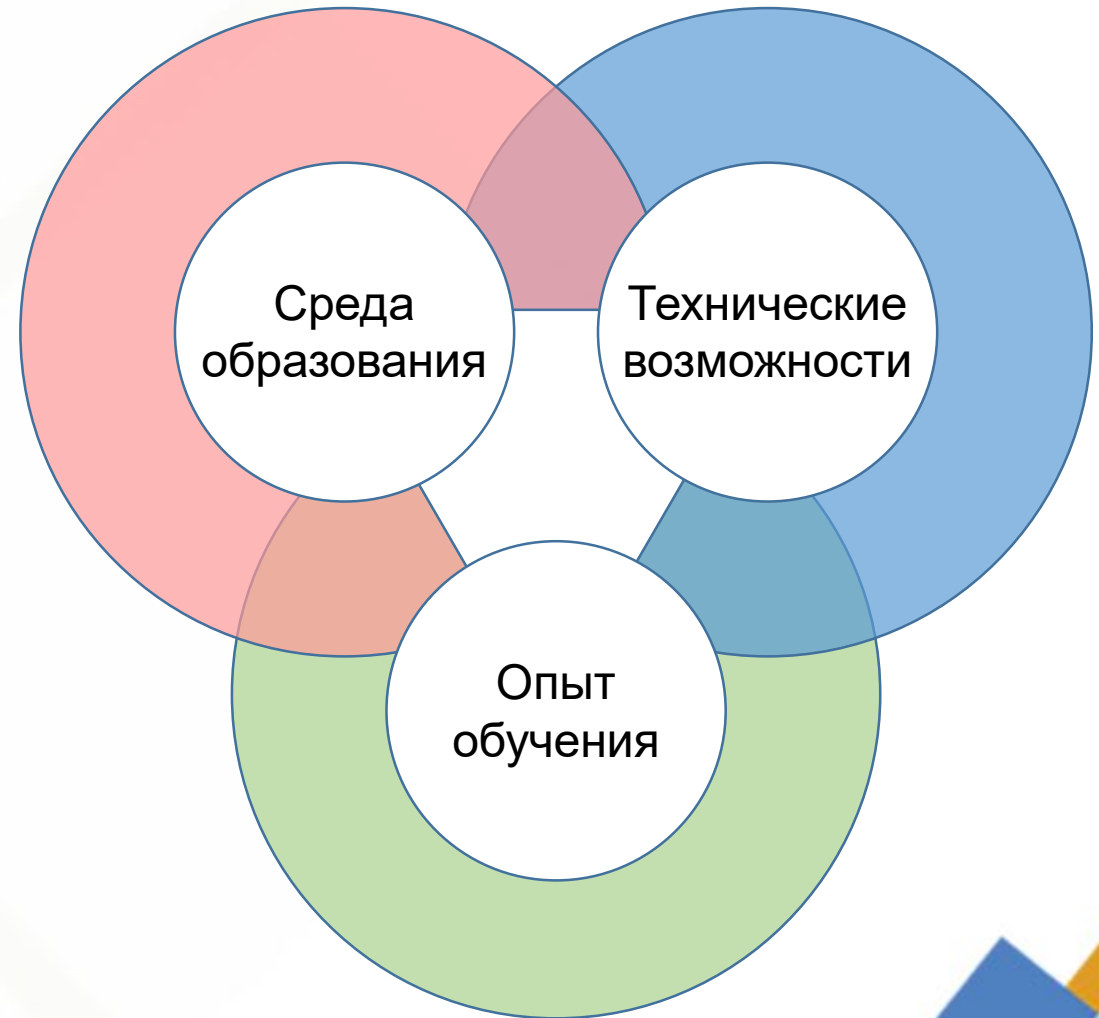 Среда
образования
Технические
возможности
Опыт
обучения